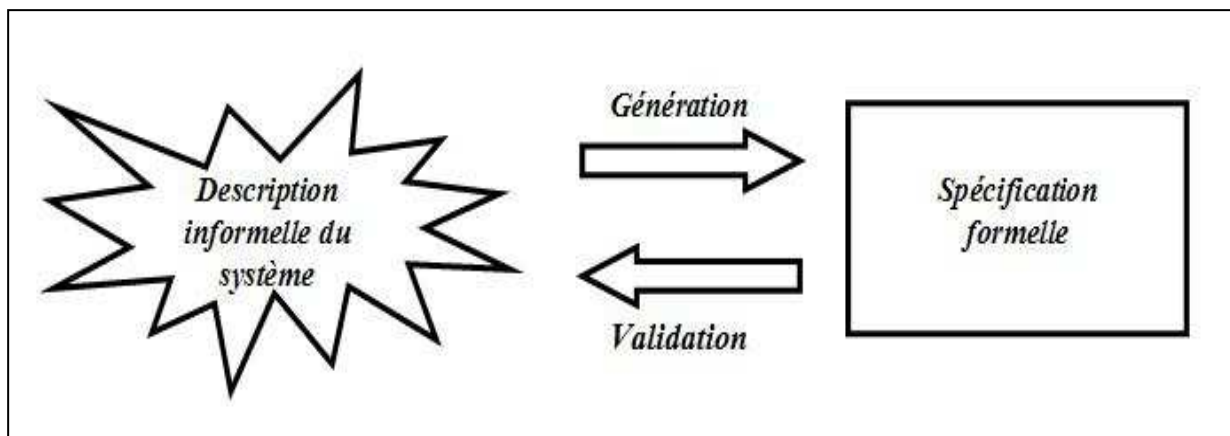 Description
informelle du
système
Génération
Validation
Spécification
formelle